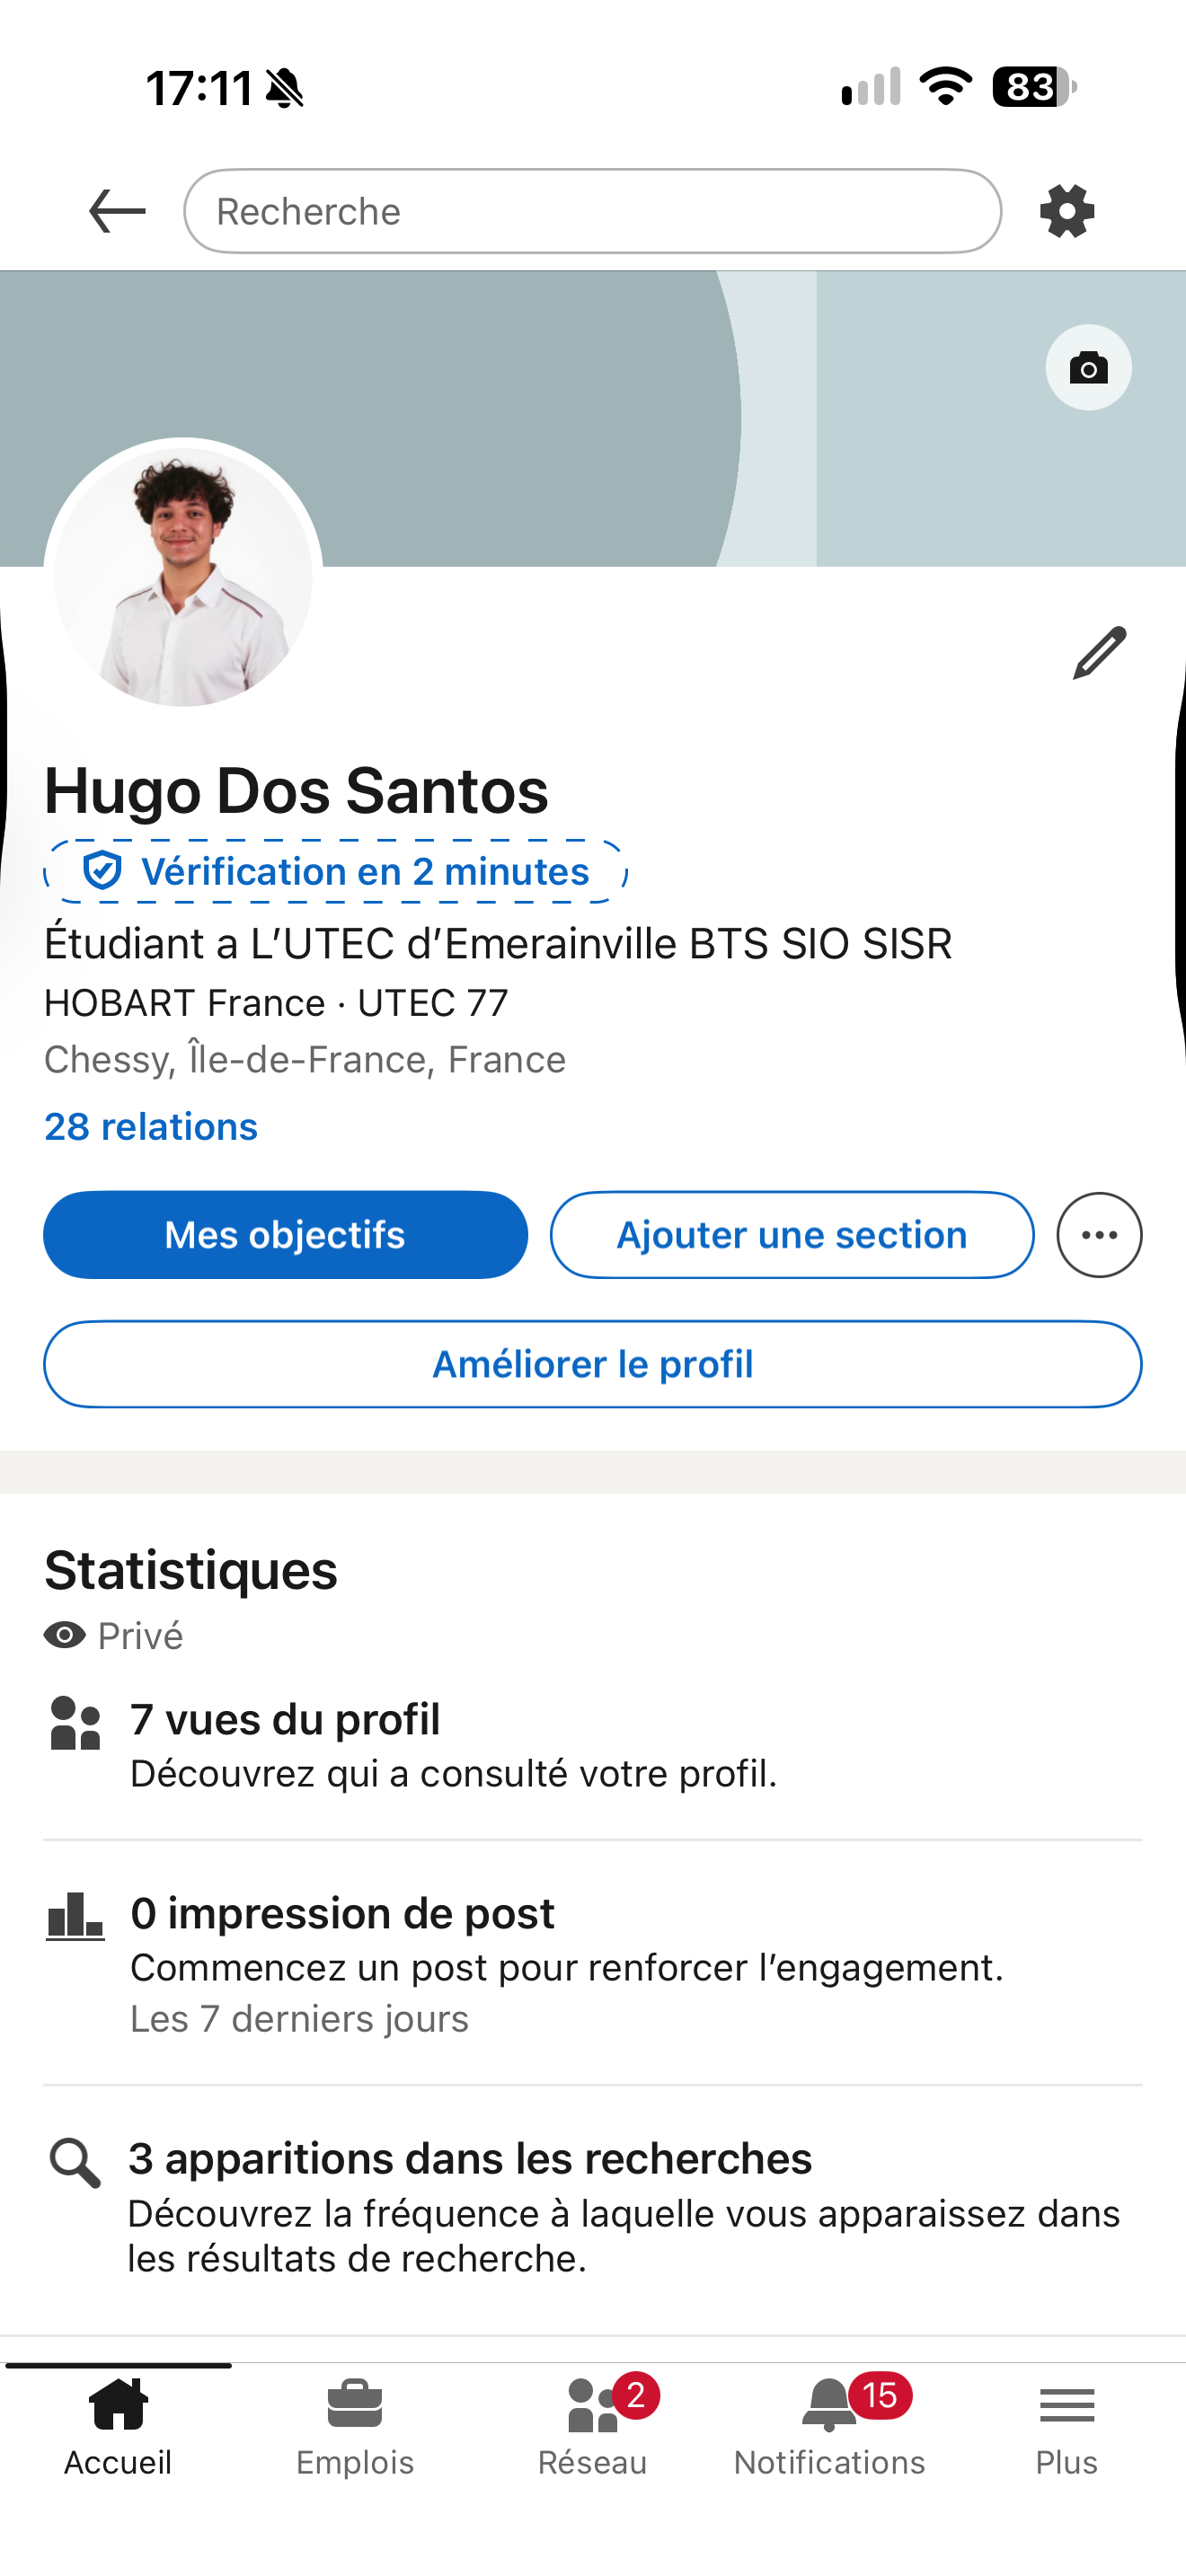 17:11
83
Recherche
Hugo Dos Santos
Vérification en 2 minutes
Étudiant a L’UTEC d’Emerainville BTS SIO SISR
HOBART France · UTEC 77
Chessy, Île-de-France, France
28 relations
Mes objectifs
Ajouter une section
Améliorer le profil
Statistiques
Privé
7 vues du profil
Découvrez qui a consulté votre profil.
0 impression de post
Commencez un post pour renforcer l’engagement.
Les 7 derniers jours
3 apparitions dans les recherches
Découvrez la fréquence à laquelle vous apparaissez dans
les résultats de recherche.
2
15
Accueil
Emplois
Réseau
Notifications
Plus